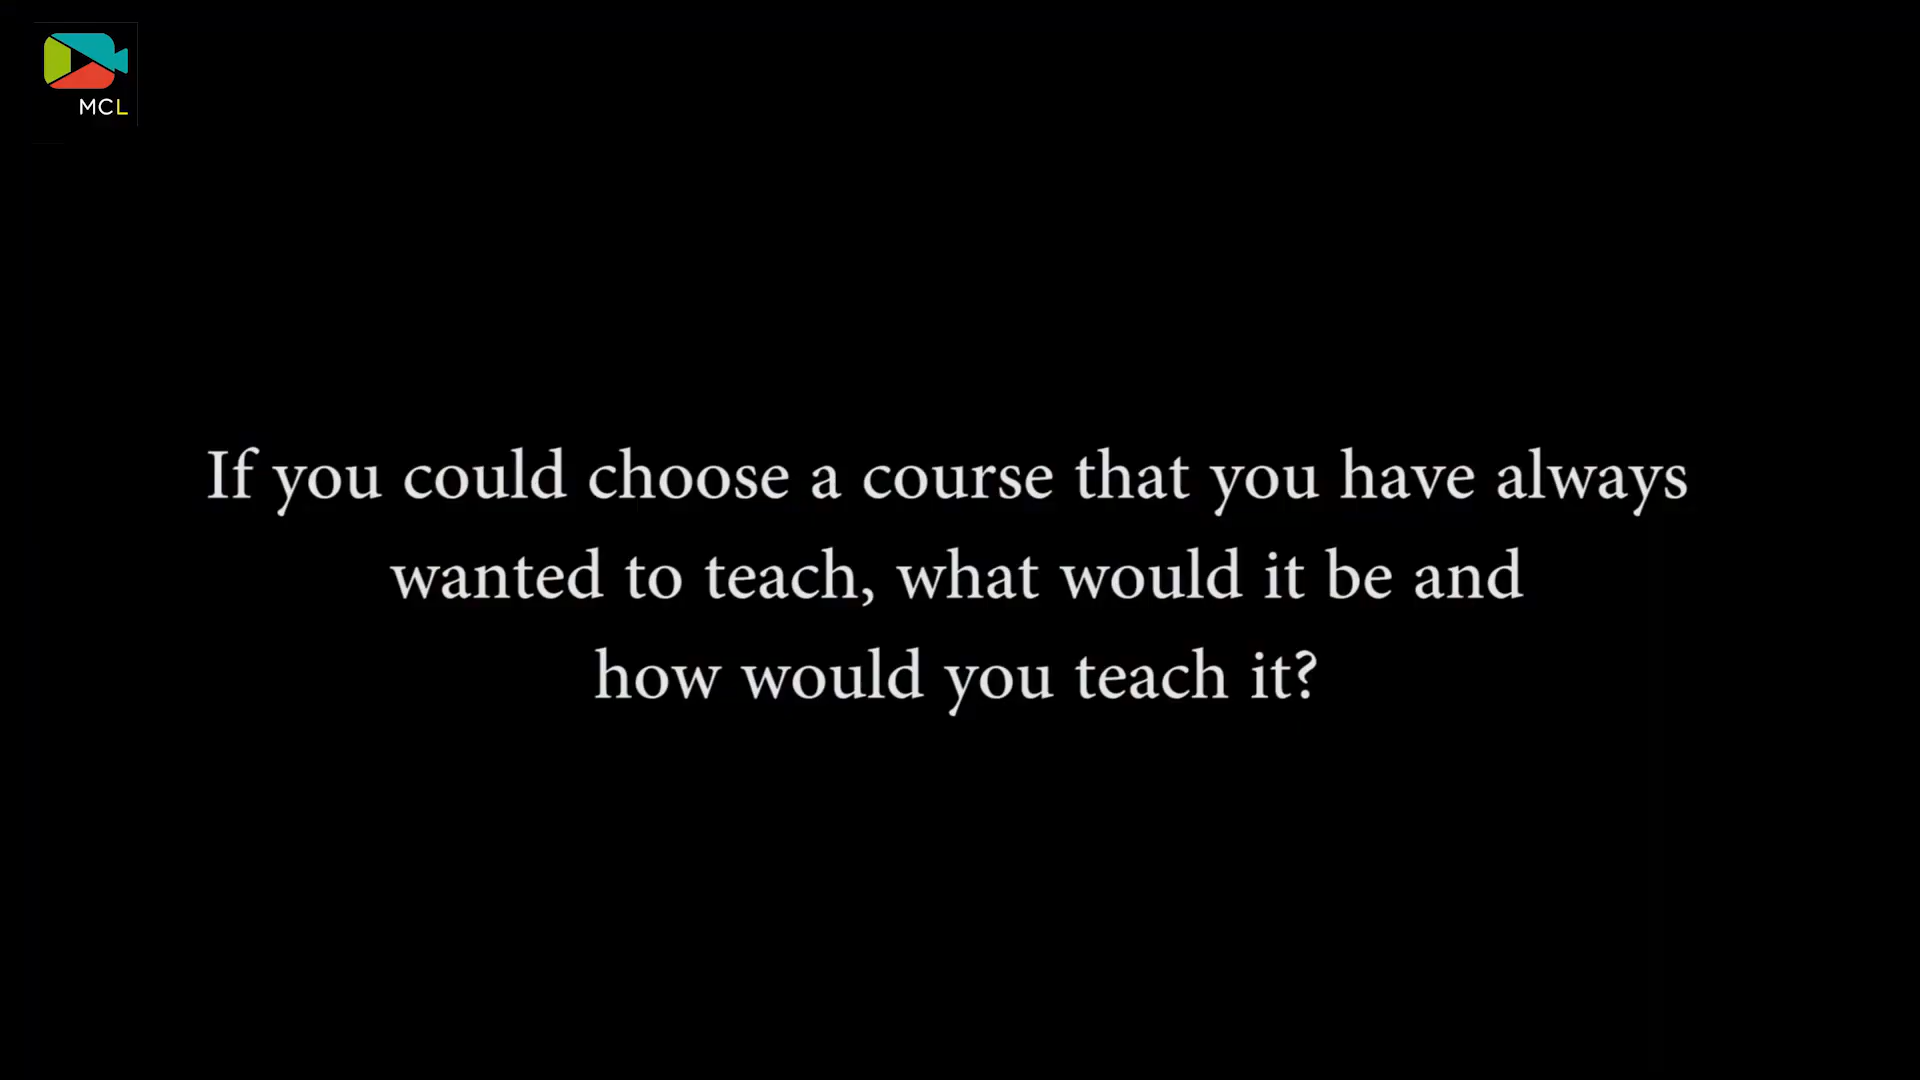 MCL
If you could choose a course that you have always
wanted to teach, what would it be and
how would you teach it?